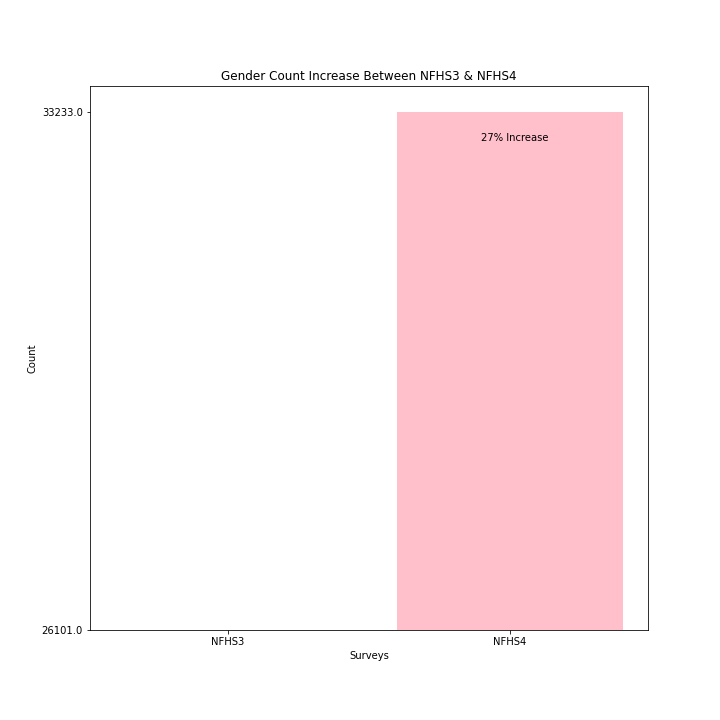 Gender Count Increase Between NFHS3 & NFHS4
33233.0
27% Increase
Count
26101.0
NFHS3
NFHS4
Surveys